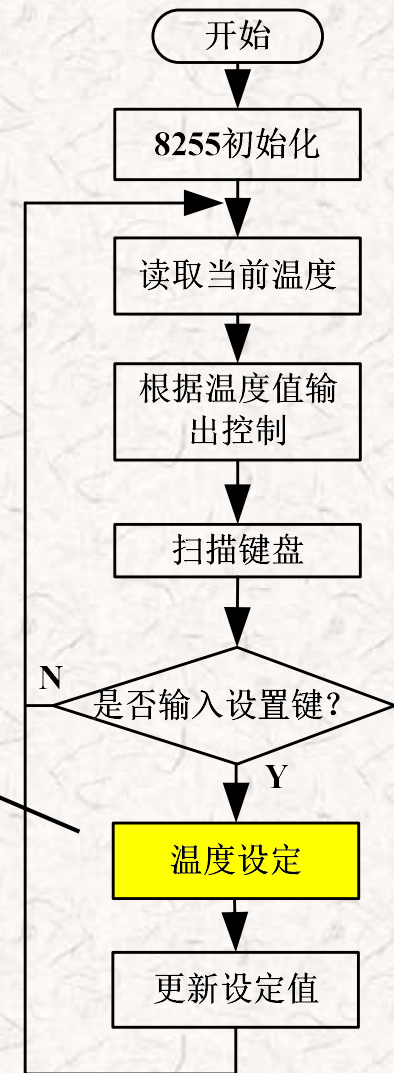 开始
8255初始化
读取当前温度
根据温度值输
出控制
扫描键盘
N
是否输入设置键？
Y
温度设定
更新设定值